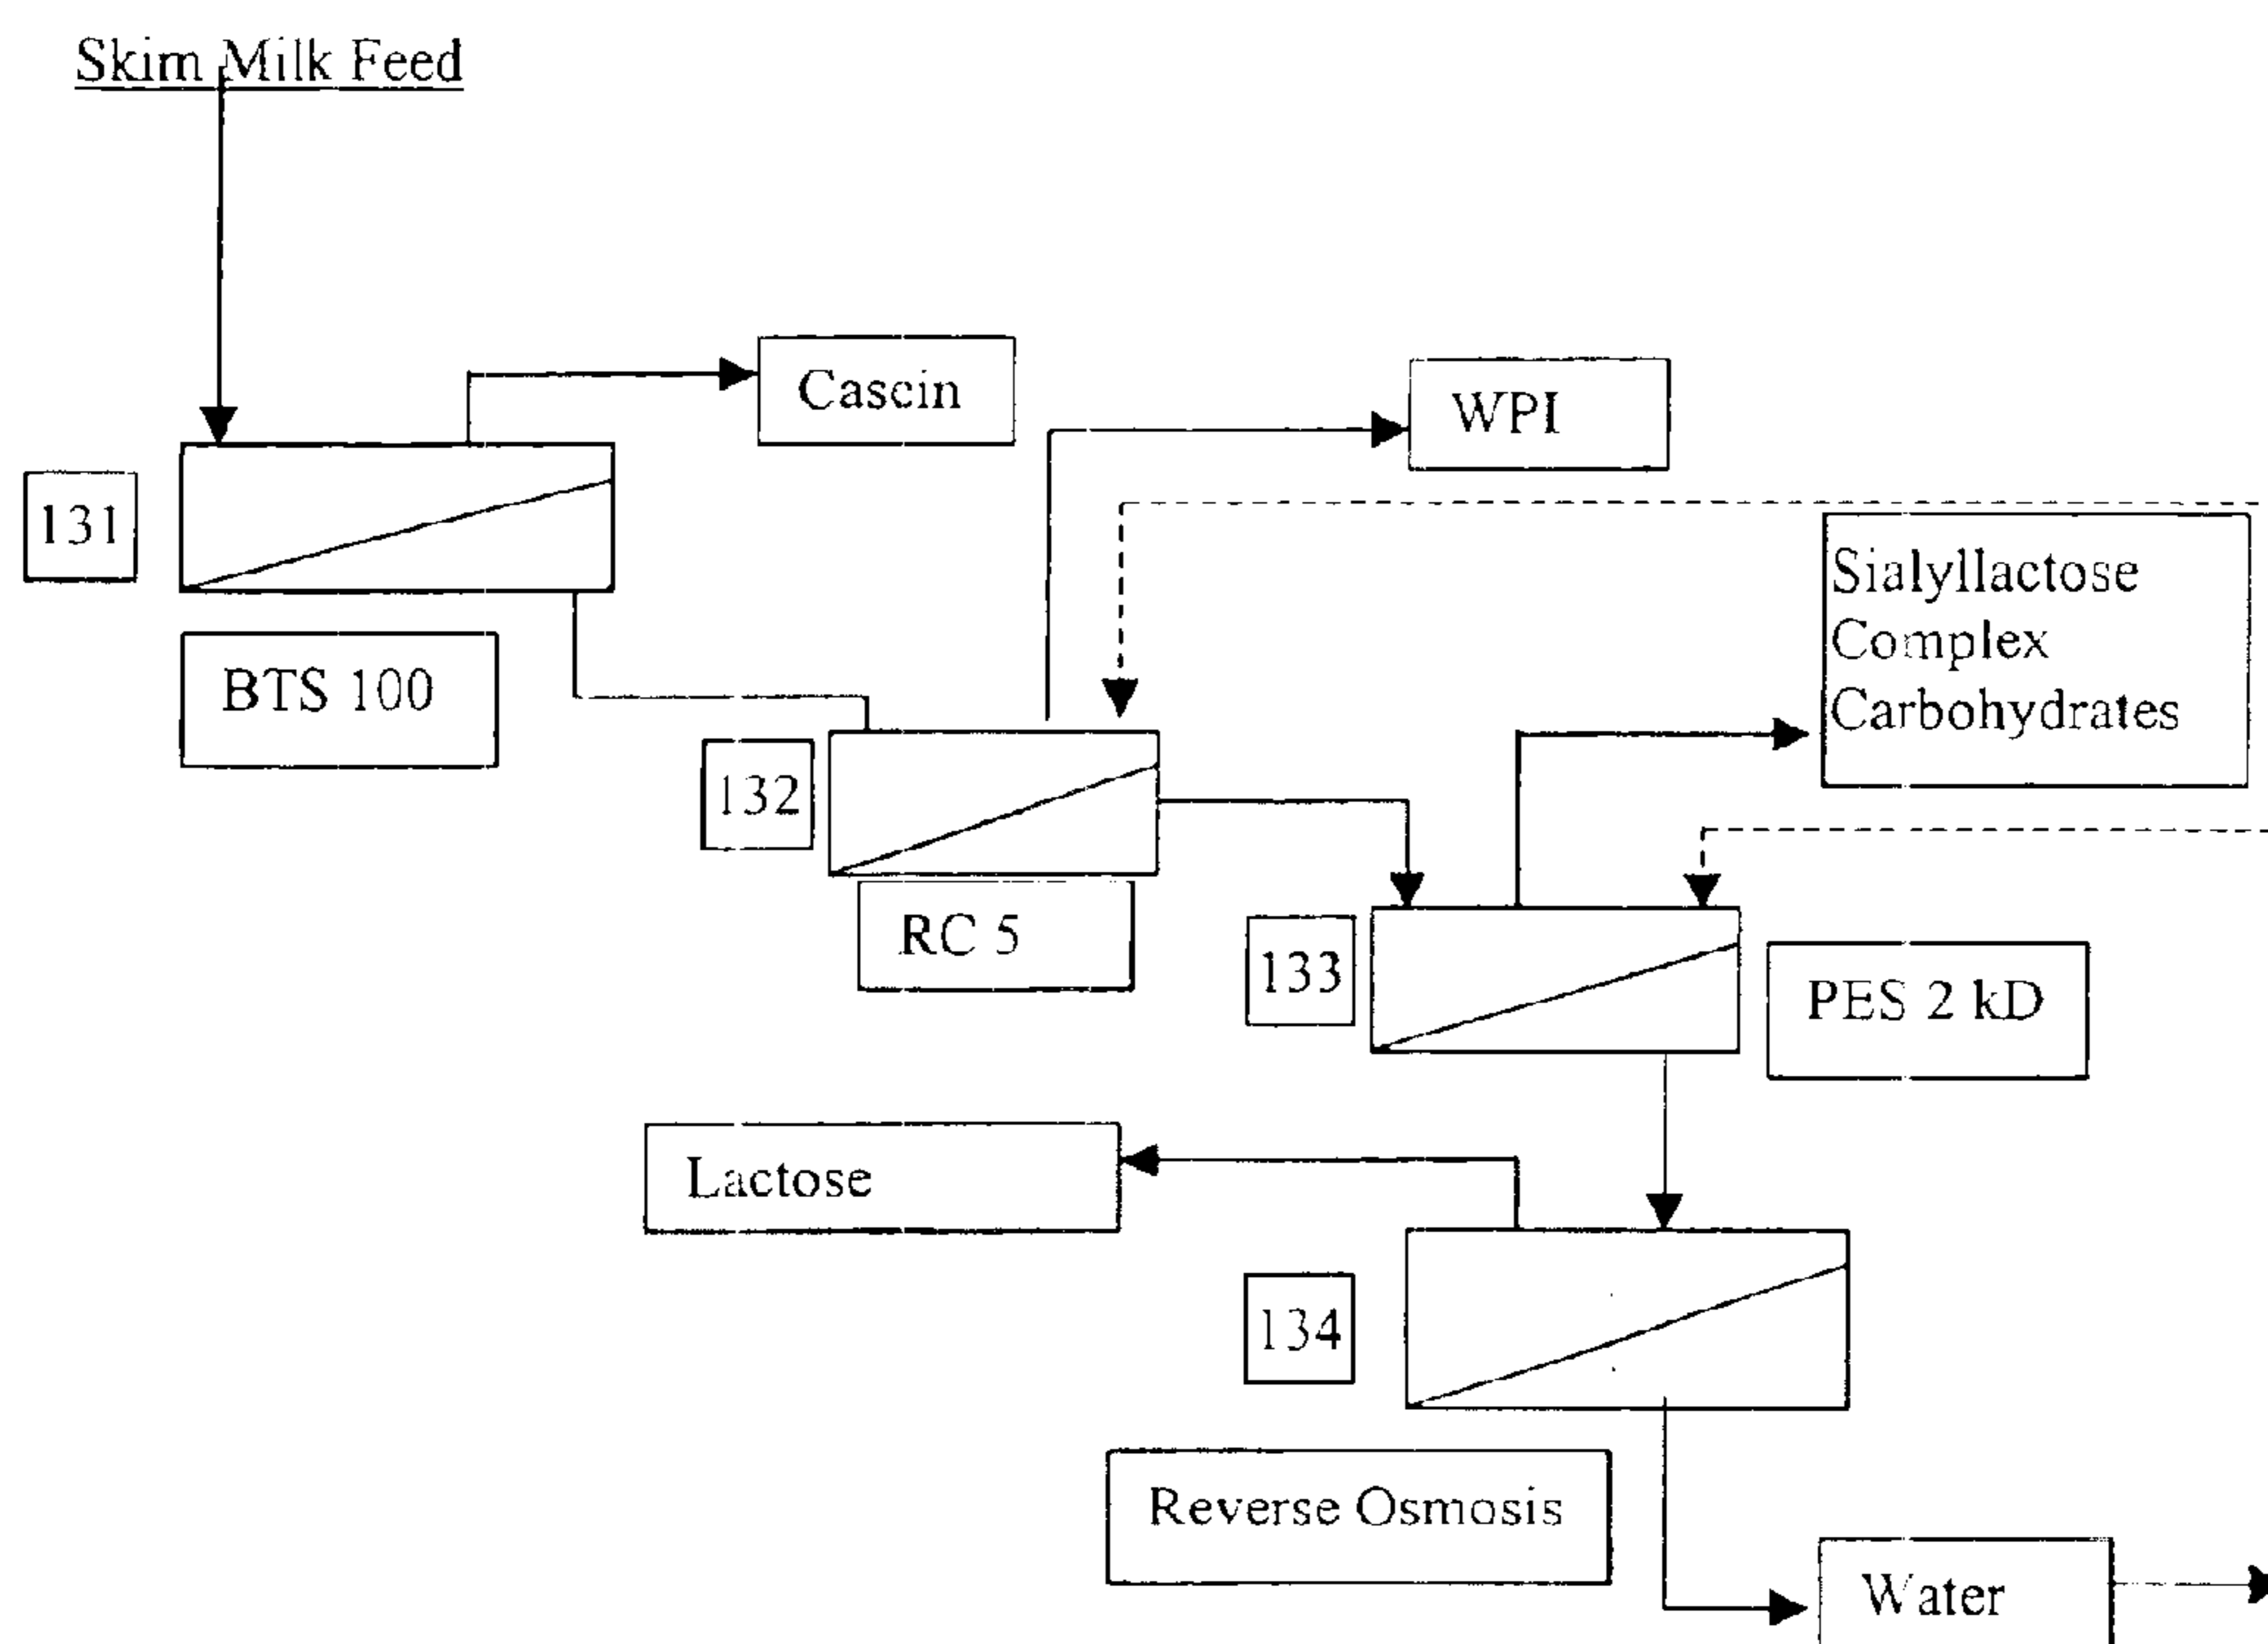 Skim Milk Feed
Casein
WPI
131
Sialyllactose
Complex
Carbohydrates
BTS 100
132
RC 5
133
PES 2 kD
Lactose
134
Reverse Osmosis
Water